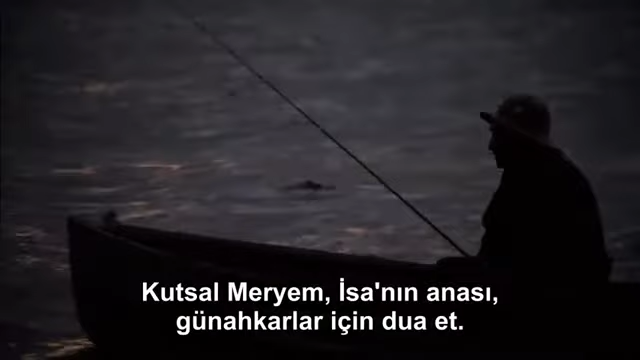 Kutsal Meryem, İsa'nın anası,
günahkarlar için dua et.